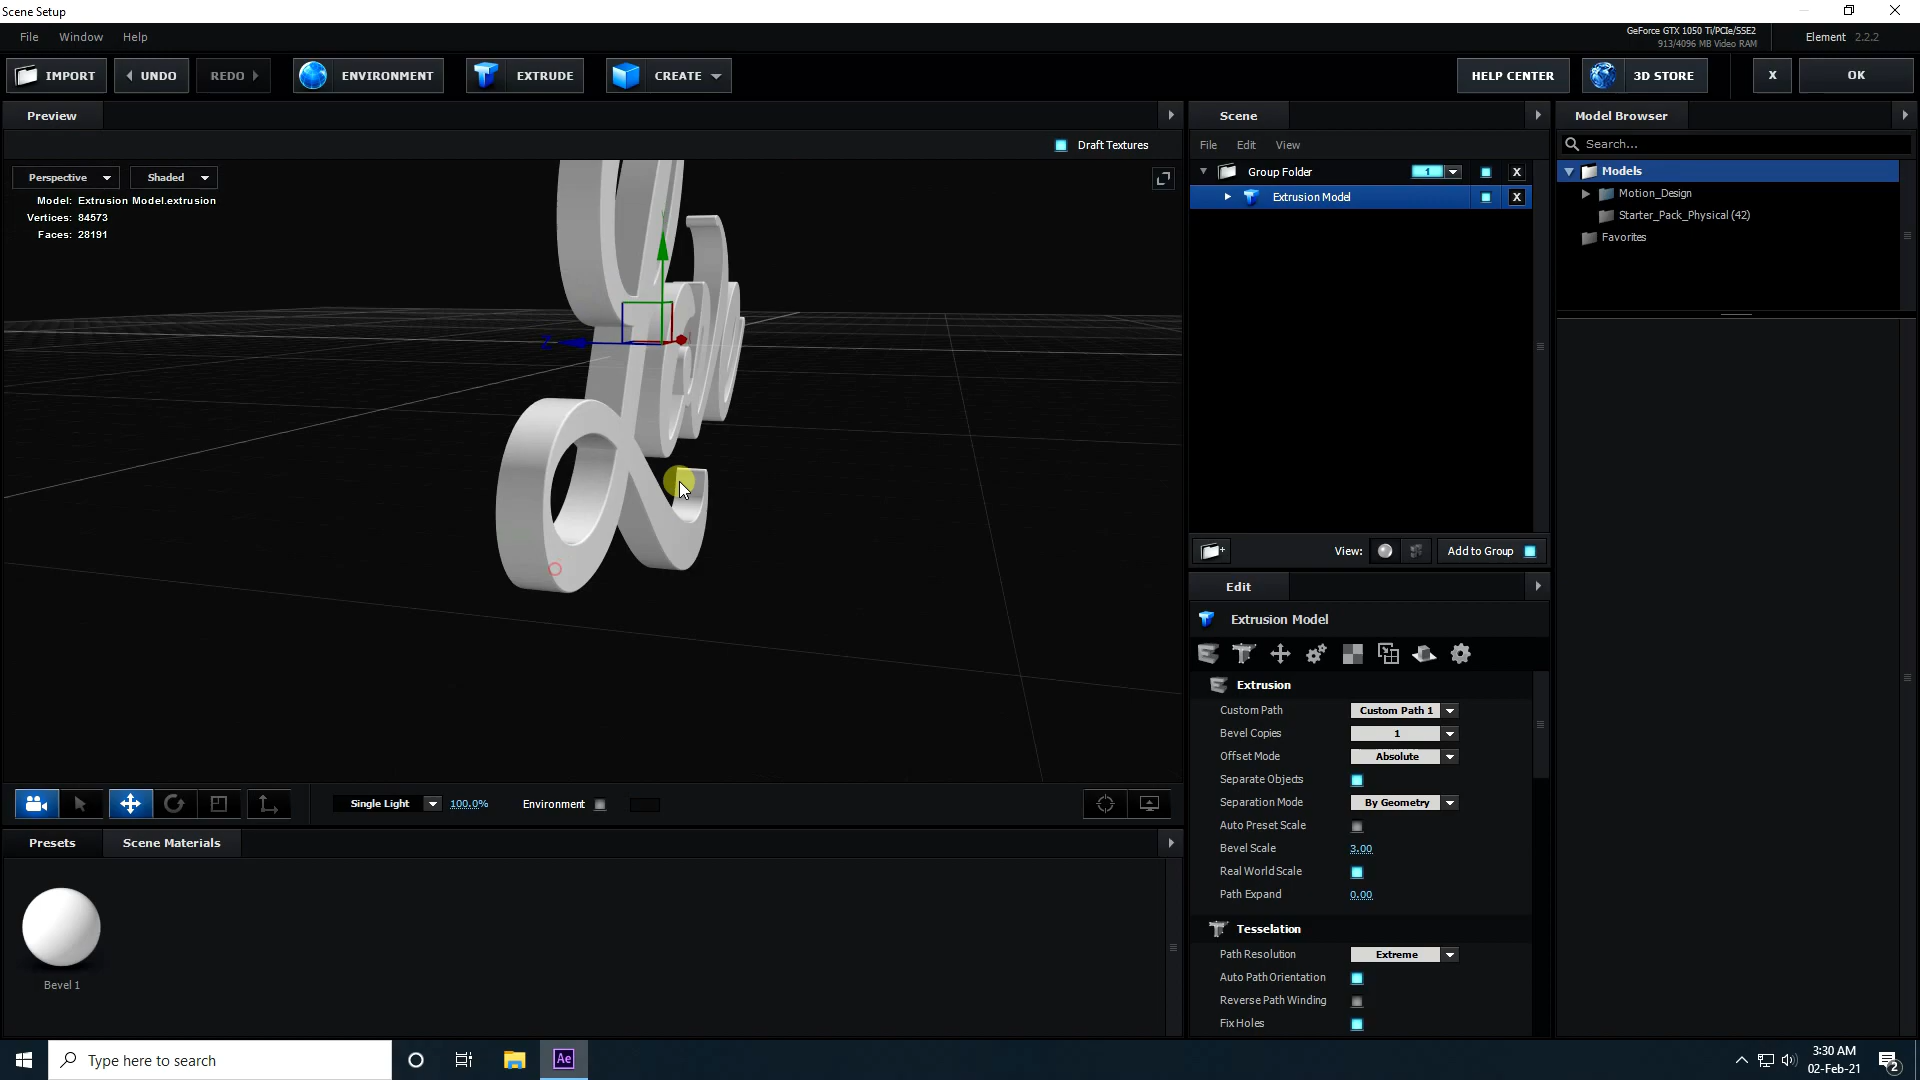 Scene Setup
File Window Help
GeForce GTX 1050 Ti/PCIe/SSE2
913/4096 MB Video RAM
Element 2.2.2
IMPORT UNDO REDO ENVIRONMENT EXTRUDE CREATE HELP CENTER 3D STORE X OK
Preview
Draft Textures
Perspective Shaded
Model: Extrusion Model.extrusion
Vertices: 84573
Faces: 28191
Z
Single Light 100.0% Environment
Presets Scene Materials
Bevel 1
Scene
File Edit View
Group Folder 1 X
Extrusion Model X
View: Add to Group
Edit
Extrusion Model
Extrusion
Custom Path Custom Path 1
Bevel Copies 1
Offset Mode Absolute
Separate Objects
Separation Mode By Geometry
Auto Preset Scale
Bevel Scale 3.00
Real World Scale
Path Expand 0.00
Tesselation
Path Resolution Extreme
Auto Path Orientation
Reverse Path Winding
Fix Holes
Model Browser
Search...
Models
Motion_Design
Starter_Pack_Physical (42)
Favorites
Type here to search
Ae
3:30 AM
02-Feb-21
2